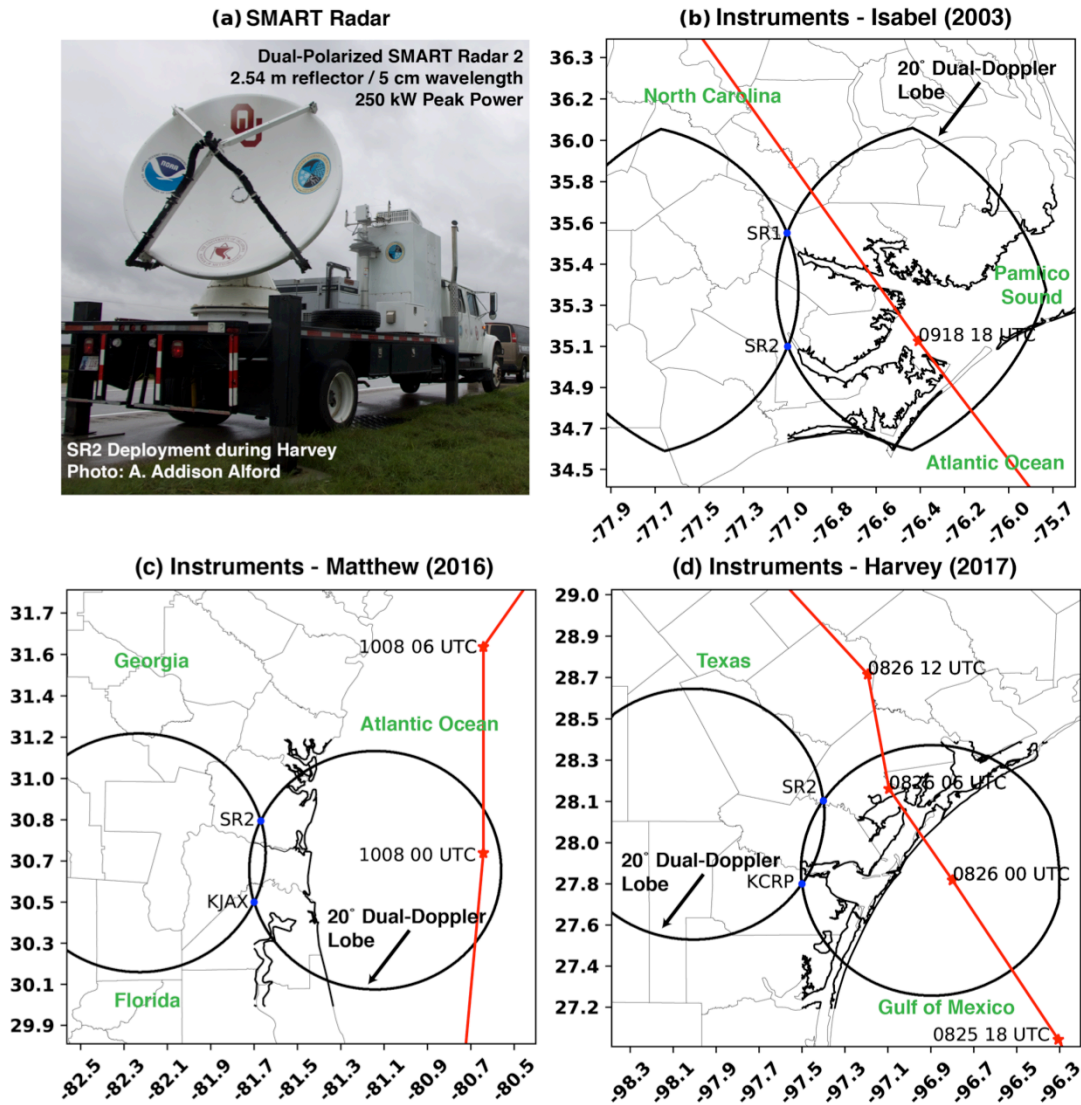 (a) SMART Radar
Dual-Polarized SMART Radar 2
2.54 m reflector / 5 cm wavelength
250 kW Peak Power
OU
NOAA
SR2 Deployment during Harvey
Photo: A. Addison Alford
(b) Instruments - Isabel (2003)
36.3
36.2
36.0
35.8
35.6
35.4
35.3
35.1
34.9
34.7
34.5
20° Dual-Doppler
Lobe
North Carolina
SR1
Pamlico
Sound
0918 18 UTC
SR2
Atlantic Ocean
-77.9
-77.7
-77.5
-77.3
-77.0
-76.8
-76.6
-76.4
-76.2
-76.0
-75.7
(c) Instruments - Matthew (2016)
31.7
31.6
31.4
31.2
31.0
30.8
30.7
30.5
30.3
30.1
29.9
1008 06 UTC
Georgia
Atlantic Ocean
SR2
1008 00 UTC
KJAX
20° Dual-Doppler
Lobe
Florida
-82.5
-82.3
-82.1
-81.9
-81.7
-81.5
-81.3
-81.1
-80.9
-80.7
-80.5
(d) Instruments - Harvey (2017)
29.0
28.9
28.7
28.5
28.3
28.1
28.0
27.8
27.6
27.4
27.2
Texas
0826 12 UTC
SR2
0826 06 UTC
20° Dual-Doppler
Lobe
KCRP
0826 00 UTC
Gulf of Mexico
0825 18 UTC
-98.3
-98.1
-97.9
-97.7
-97.5
-97.3
-97.1
-96.9
-96.7
-96.5
-96.3